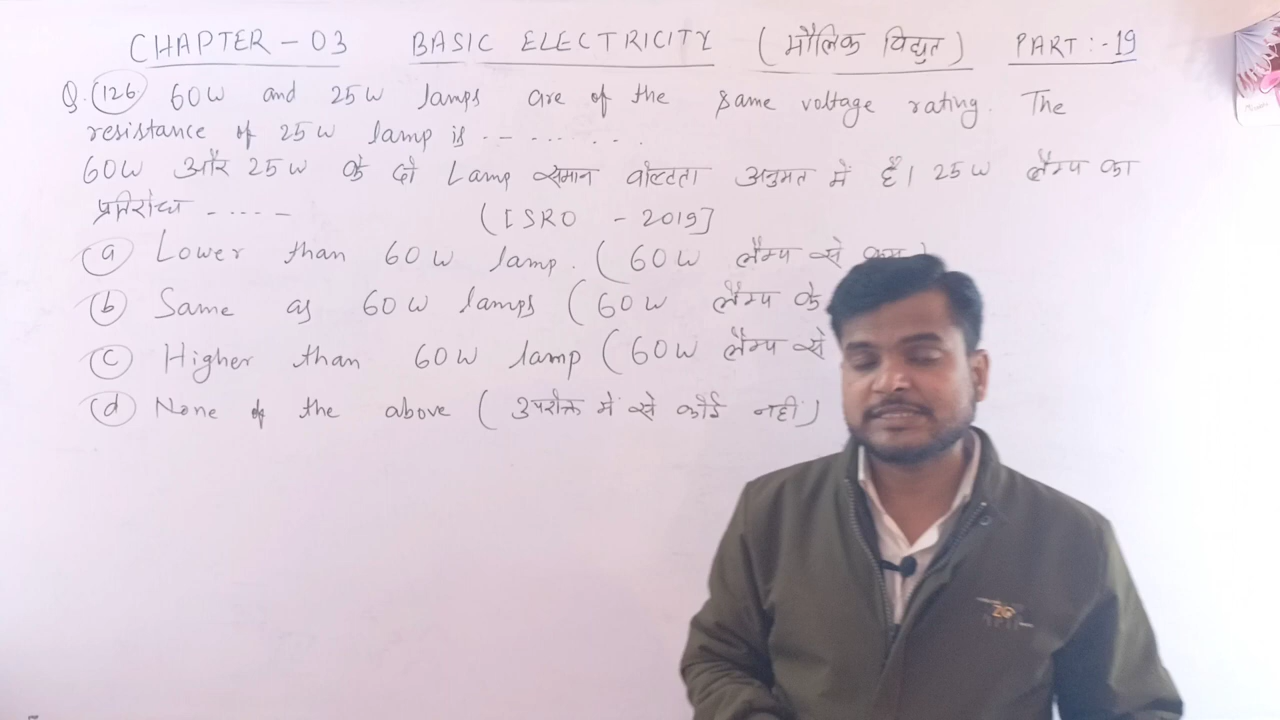 CHAPTER - 03 BASIC ELECTRICITY (मौलिक विद्युत) PART :- 19
Q. 126 60W and 25W lamps are of the same voltage rating. The
resistance of 25W lamp is - - . . . . . . . .
60W और 25W के दो Lamp समान वोल्टता अनुमत में हैं। 25W लैम्प का
प्रतिरोध - - - - - -
(ISRO - 2019]
(a) Lower than 60W lamp. (60W लैम्प से कम)
(b) Same as 60W lamps (60W लैम्प के
(c) Higher than 60W lamp (60W लैम्प से
(d) None of the above (उपरोक्त में से कोई नहीं)